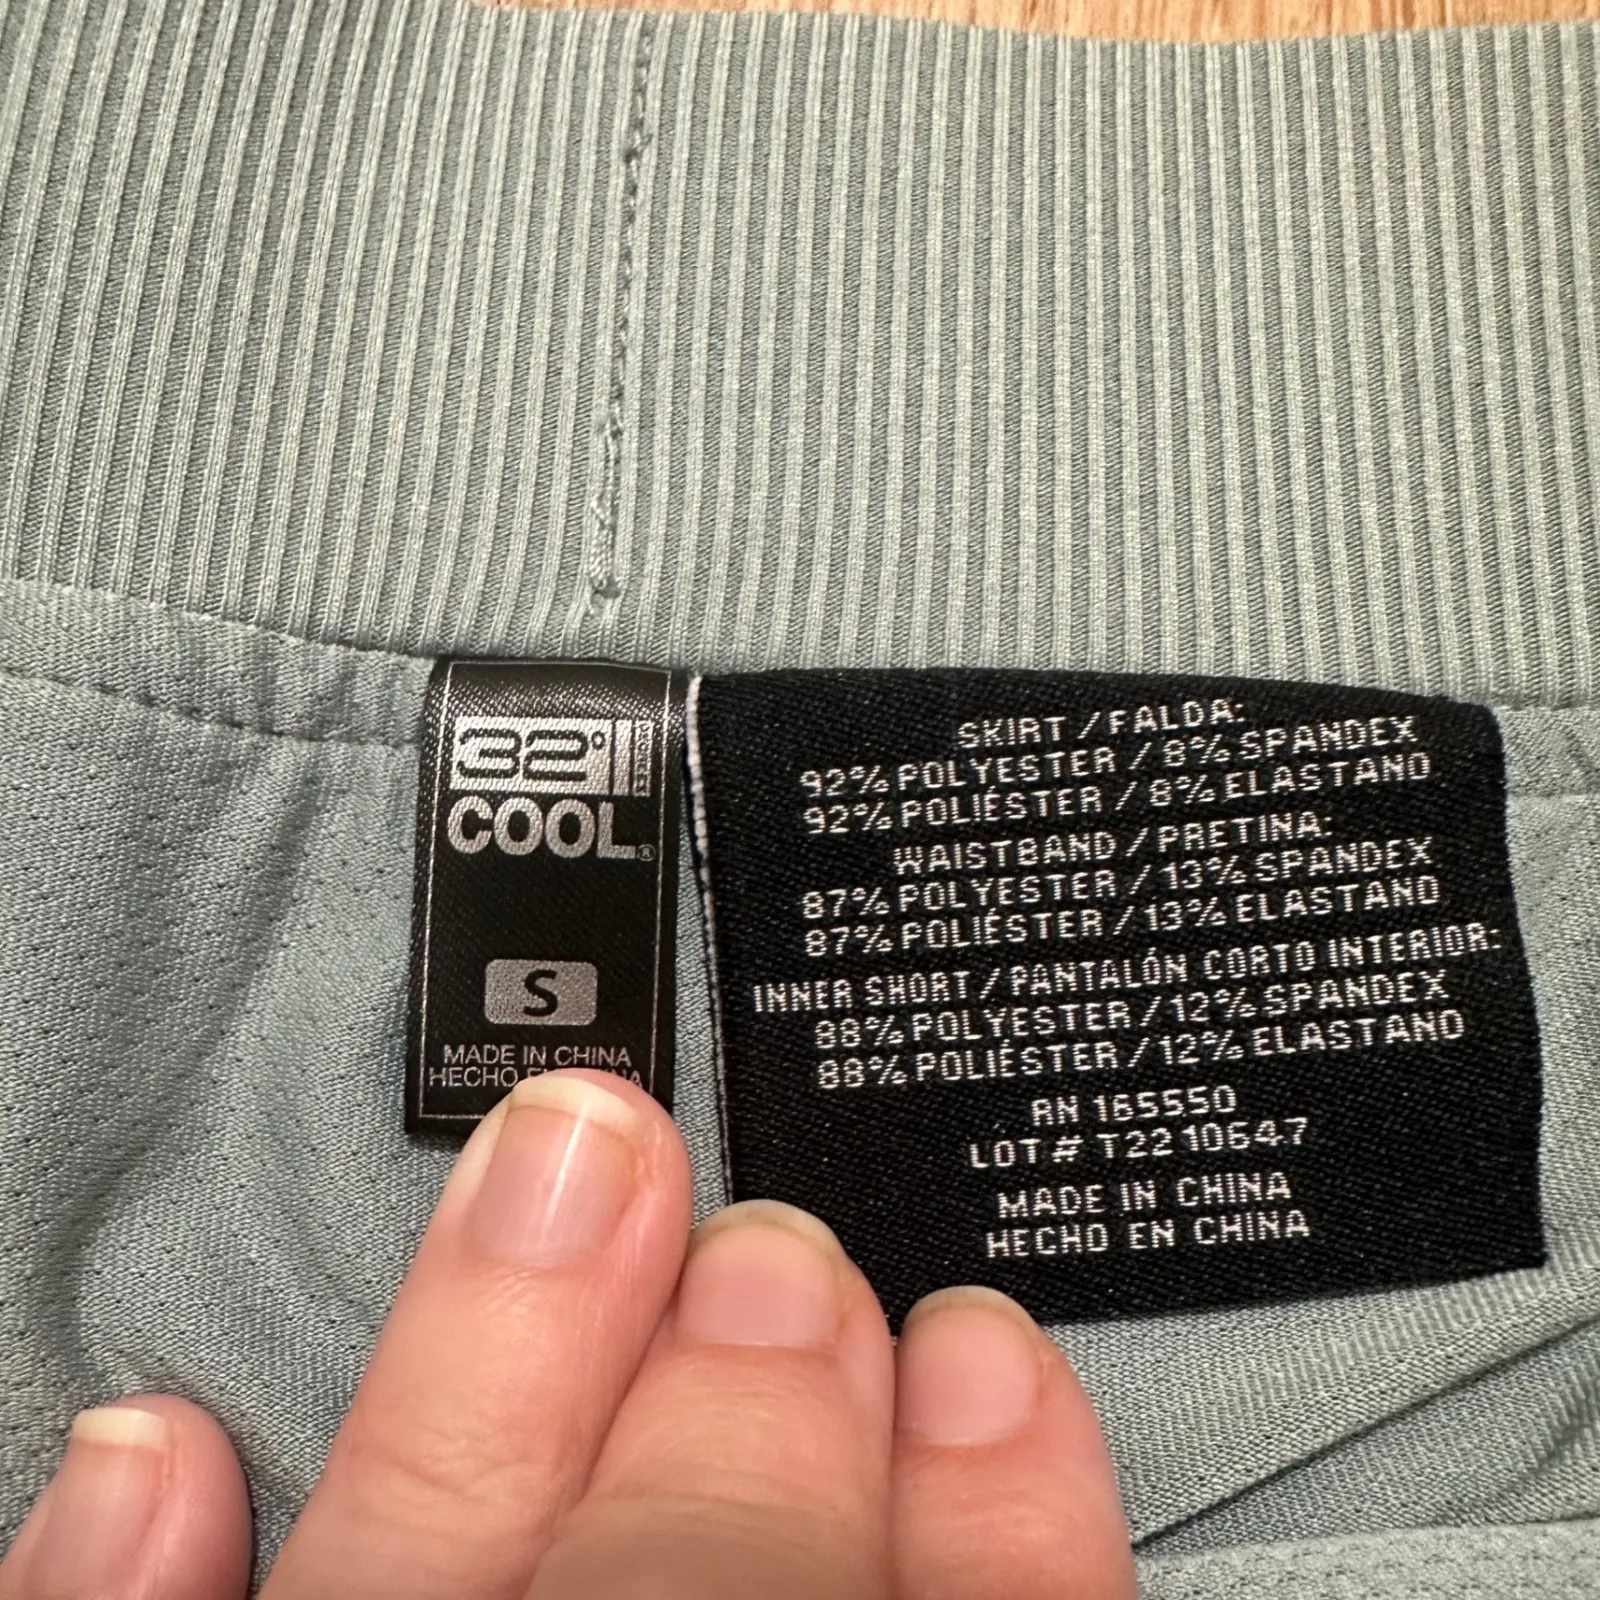 32°
COOL®
S
MADE IN CHINA
HECHO
SKIRT / FALDA:
92% POLYESTER / 8% SPANDEX
92% POLIÉSTER / 8% ELASTANO
WAISTBAND / PRETINA:
87% POLYESTER / 13% SPANDEX
87% POLIÉSTER / 13% ELASTANO
INNER SHORT / PANTALÓN CORTO INTERIOR:
88% POLYESTER / 12% SPANDEX
88% POLIÉSTER / 12% ELASTANO
RN 165550
LOT# T2210647
MADE IN CHINA
HECHO EN CHINA